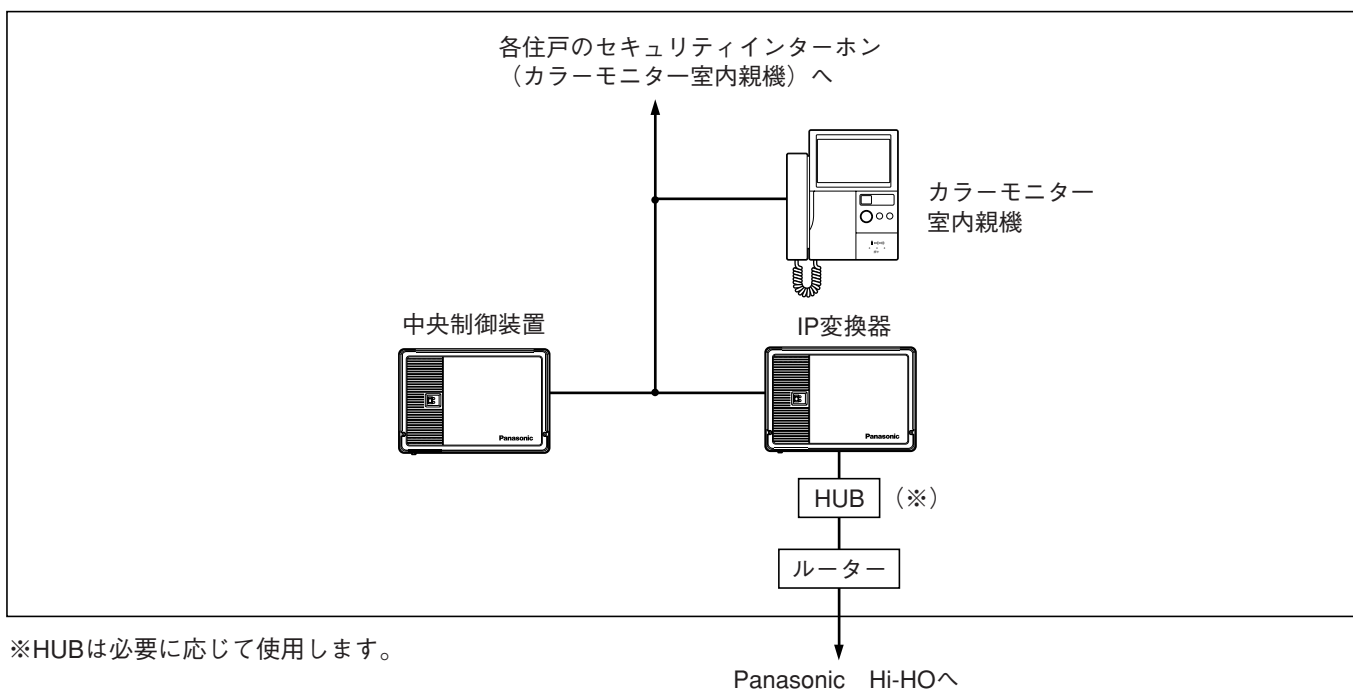 各住戸のセキュリティインターホン
（カラーモニター室内親機）へ
カラーモニター
室内親機
中央制御装置
IP変換器
Panasonic
Panasonic
HUB
（※）
ルーター
※HUBは必要に応じて使用します。
Panasonic　Hi-HOへ